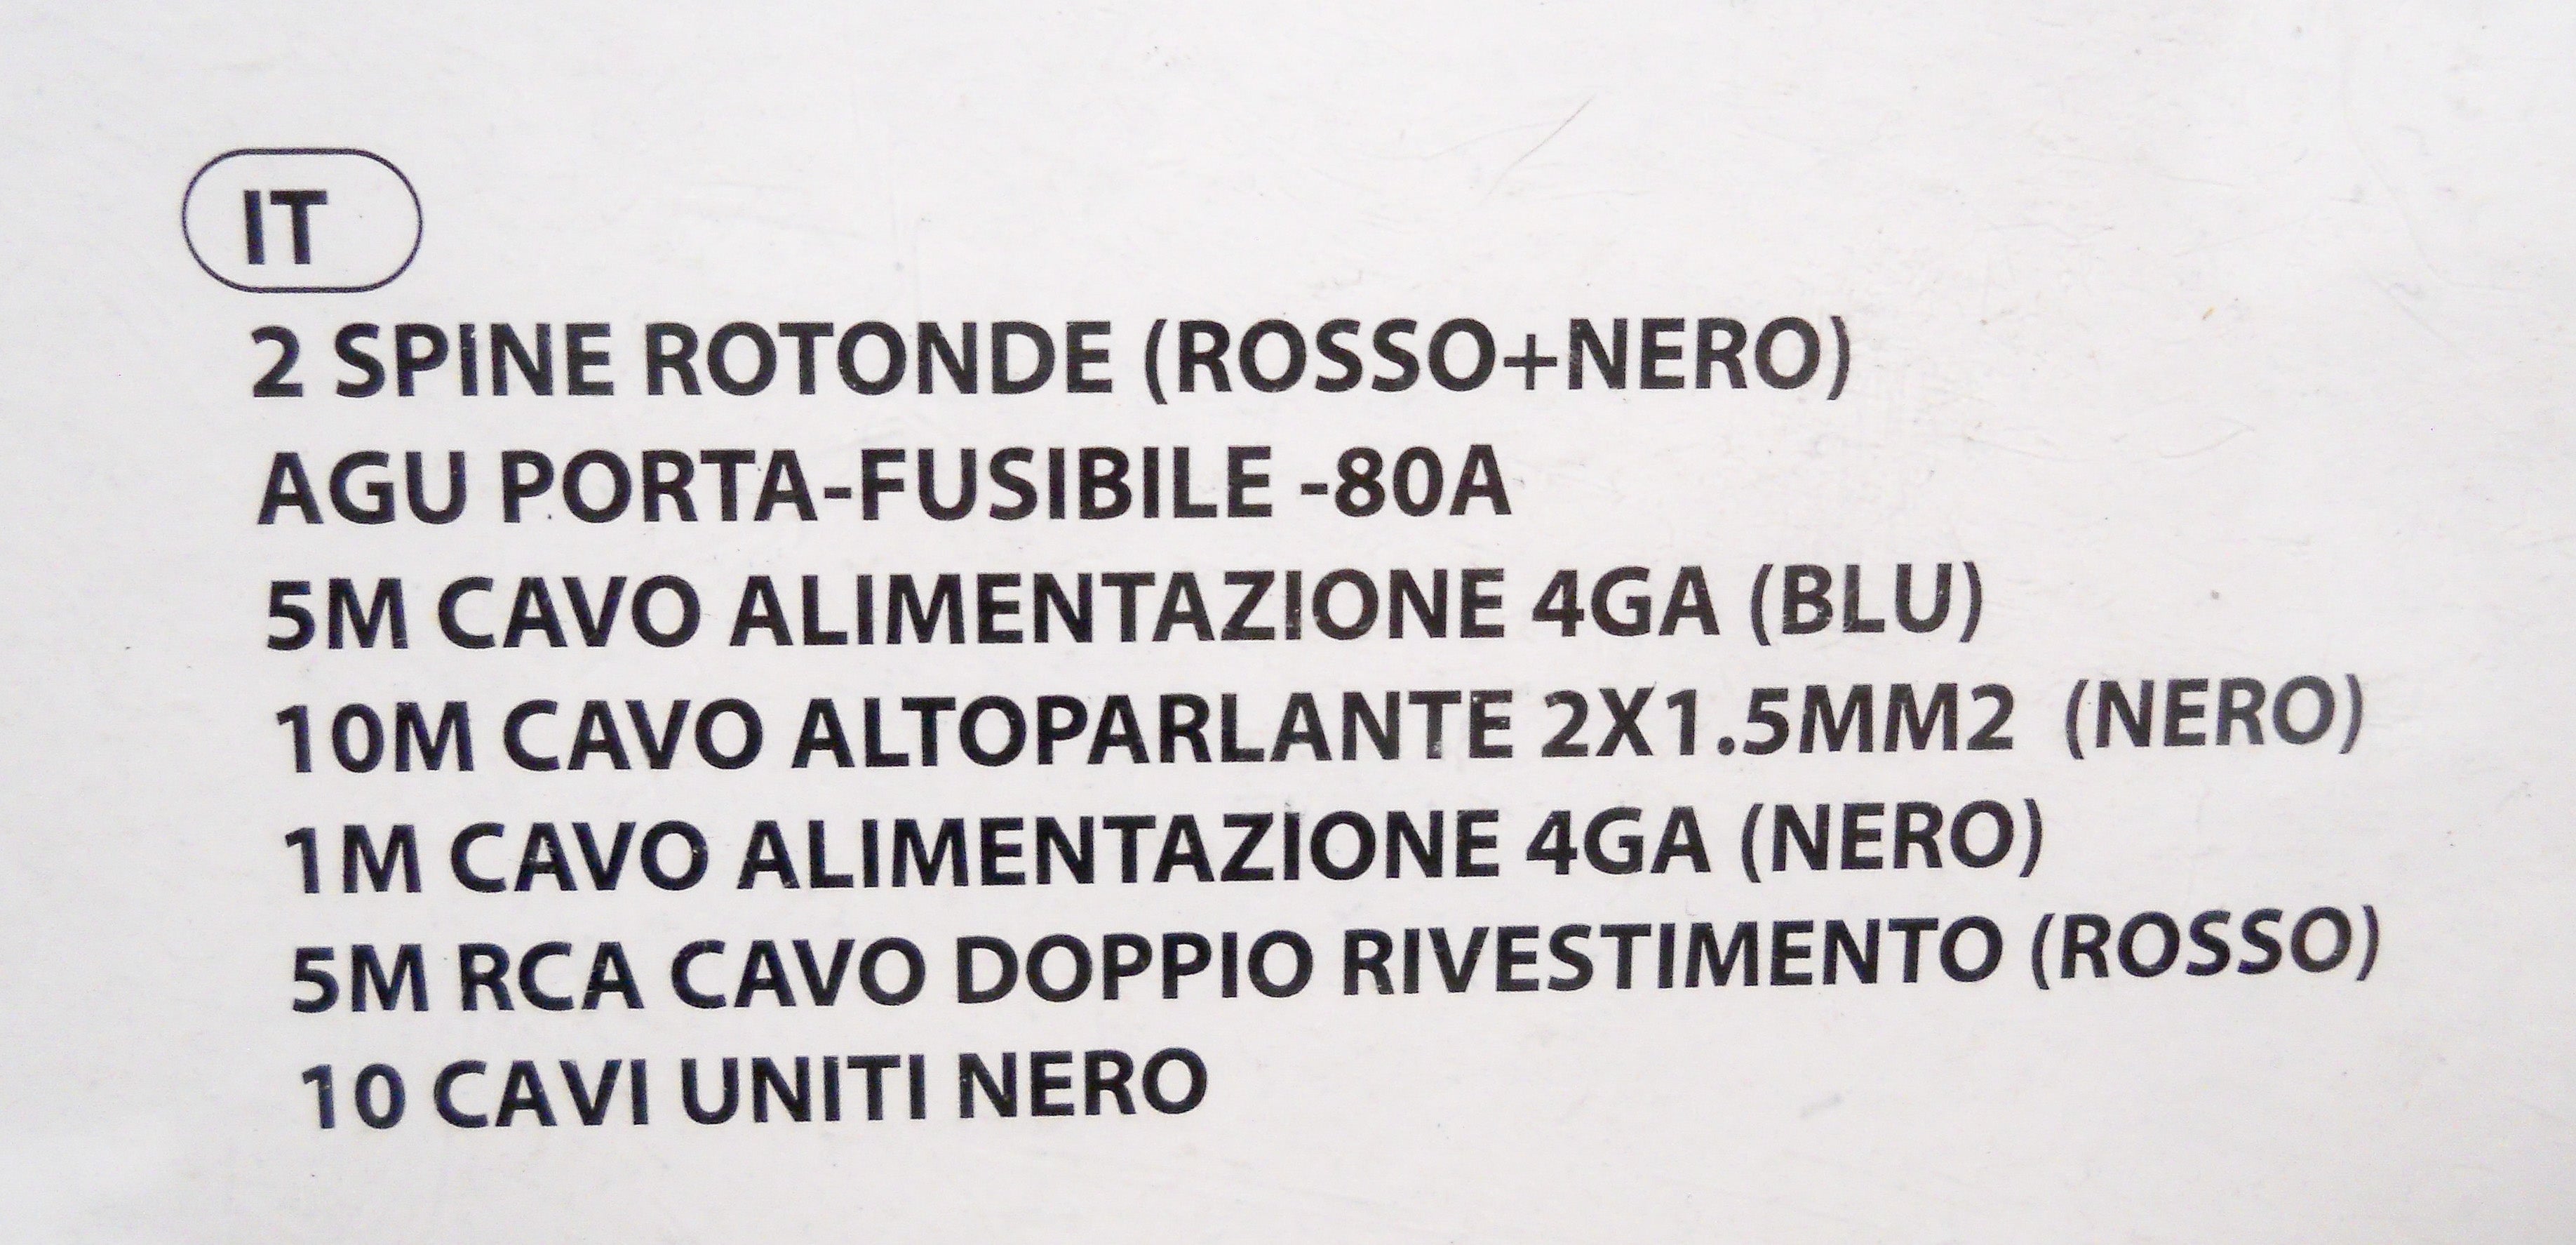 IT
2 SPINE ROTONDE (ROSSO+NERO)
AGU PORTA-FUSIBILE -80A
5M CAVO ALIMENTAZIONE 4GA (BLU)
10M CAVO ALTOPARLANTE 2X1.5MM2 (NERO)
1M CAVO ALIMENTAZIONE 4GA (NERO)
5M RCA CAVO DOPPIO RIVESTIMENTO (ROSSO)
10 CAVI UNITI NERO